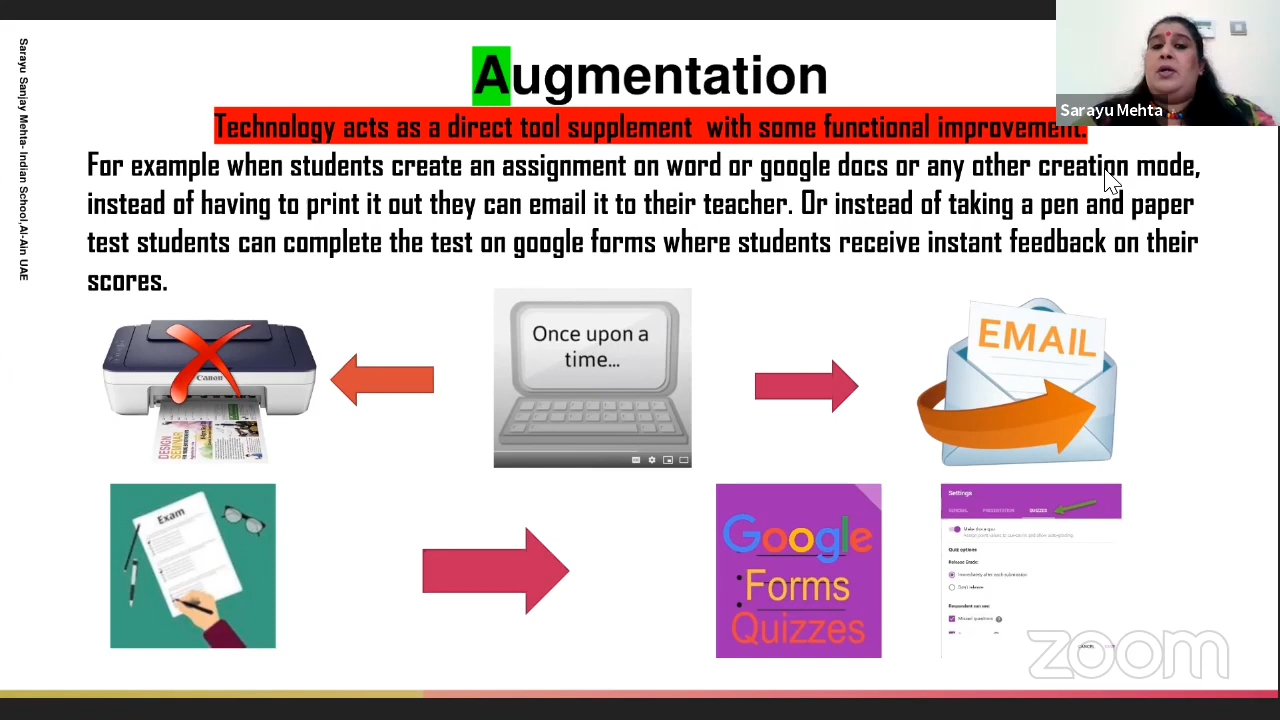 Sarayu Sanjay Mehta- Indian School,Al-Ain UAE
Augmentation
Technology acts as a direct tool supplement with some functional improvement.
Sarayu Mehta
For example when students create an assignment on word or google docs or any other creation mode,
instead of having to print it out they can email it to their teacher. Or instead of taking a pen and paper
test students can complete the test on google forms where students receive instant feedback on their
scores.
Canon
DESIGN
SEMINAR
Once upon a
time...
EMAIL
Exam
Google
Forms
Quizzes
Settings
GENERAL PRESENTATION QUIZZES
Make this a quiz
Assign point values to questions and allow auto-grading.
Quiz options
Release Grade:
Immediately after each submission
Don't release
Respondent can see:
Missed questions
CANCEL
zoom